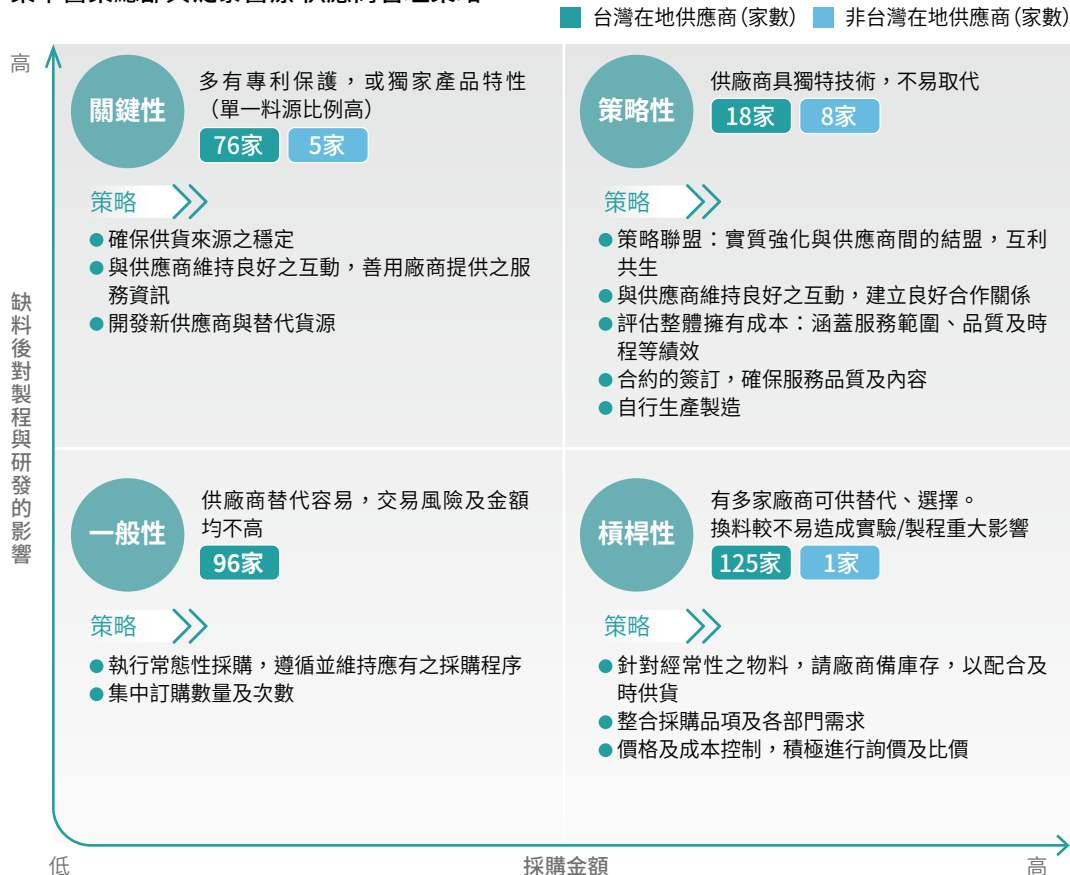 台灣在地供應商(家數) 非台灣在地供應商(家數)
高
缺料後對製程與研發的影響
關鍵性
多有專利保護，或獨家產品特性
（單一料源比例高）
76家 5家
策略
●確保供貨來源之穩定
●與供應商維持良好之互動，善用廠商提供之服
務資訊
●開發新供應商與替代貨源
策略性
供廠商具獨特技術，不易取代
18家 8家
策略
●策略聯盟：實質強化與供應商間的結盟，互利
共生
●與供應商維持良好之互動，建立良好合作關係
●評估整體擁有成本：涵蓋服務範圍、品質及時
程等績效
●合約的簽訂，確保服務品質及內容
●自行生產製造
一般性
供廠商替代容易，交易風險及金額
均不高
96家
策略
●執行常態性採購，遵循並維持應有之採購程序
●集中訂購數量及次數
槓桿性
有多家廠商可供替代、選擇。
換料較不易造成實驗/製程重大影響
125家 1家
策略
●針對經常性之物料，請廠商備庫存，以配合及
時供貨
●整合採購品項及各部門需求
●價格及成本控制，積極進行詢價及比價
低 採購金額 高